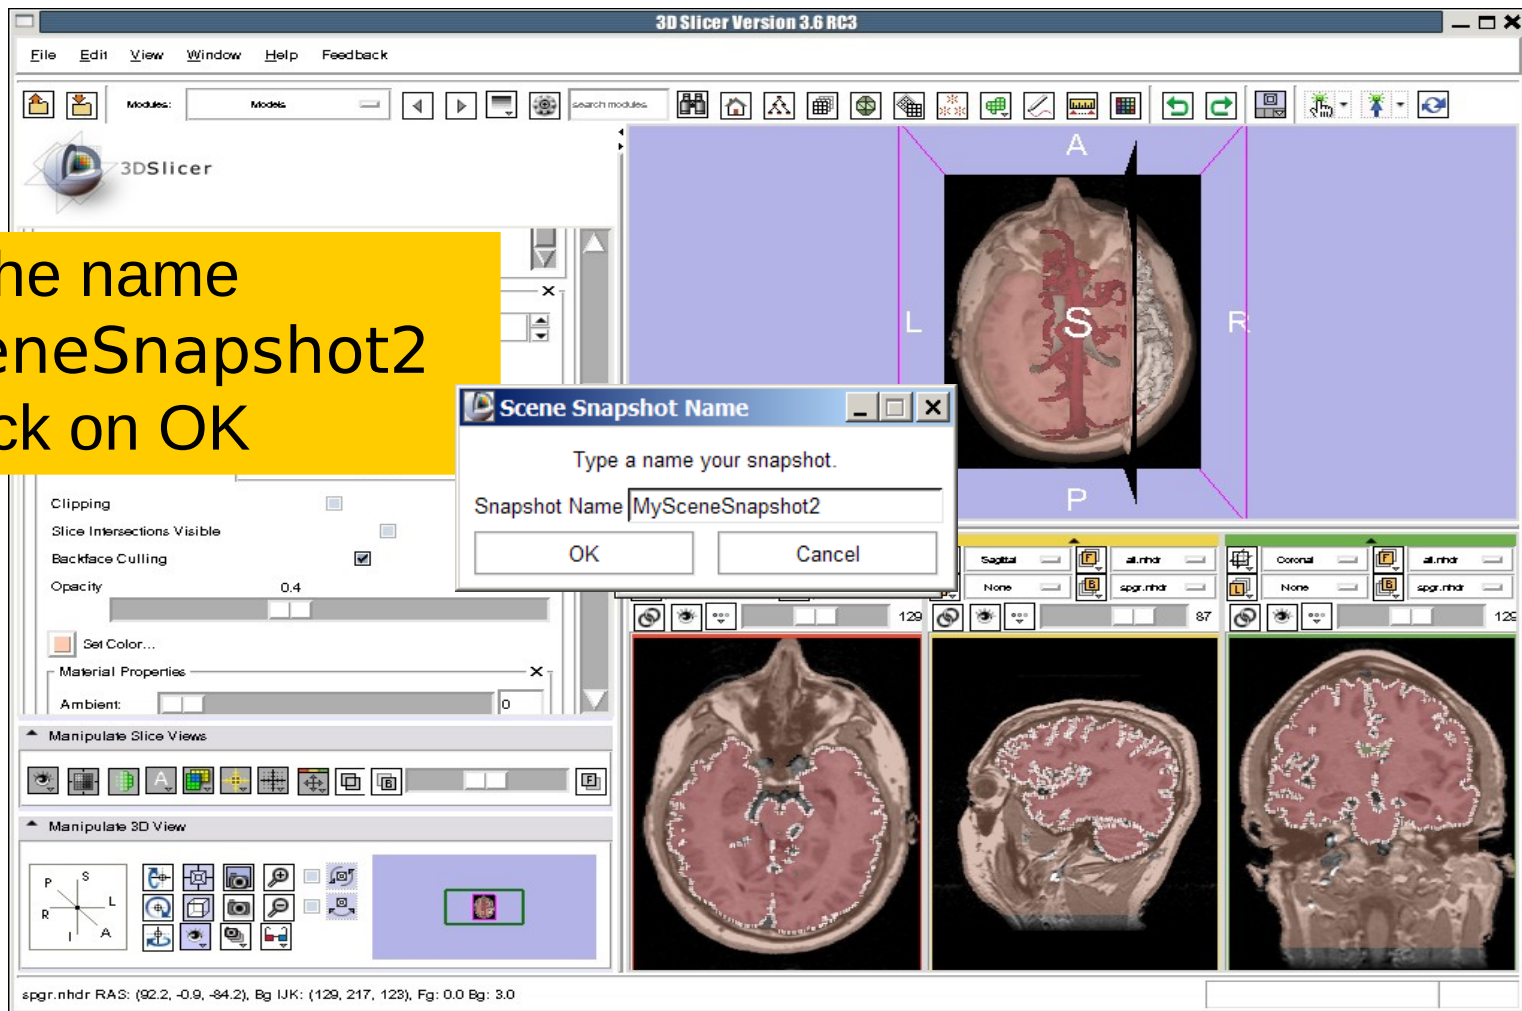 3D Slicer Version 3.6 RC3
File Edit View Window Help Feedback
Modules: Models search modules
3DSlicer
he name
eneSnapshot2
ck on OK
A
L S R
P
Scene Snapshot Name
Type a name your snapshot.
Snapshot Name MySceneSnapshot2
OK Cancel
Clipping
Slice Intersections Visible
Backface Culling
Opacity 0.4
Set Color...
Material Properties
Ambient: 0
Sagittal F all.nhdr Coronal F all.nhdr
None B spgr.nhdr L None B spgr.nhdr
129 87 129
Manipulate Slice Views
A B F
Manipulate 3D View
P S
R L
I A
spgr.nhdr RAS: (92.2, -0.9, -84.2), Bg IJK: (129, 217, 123), Fg: 0.0 Bg: 3.0